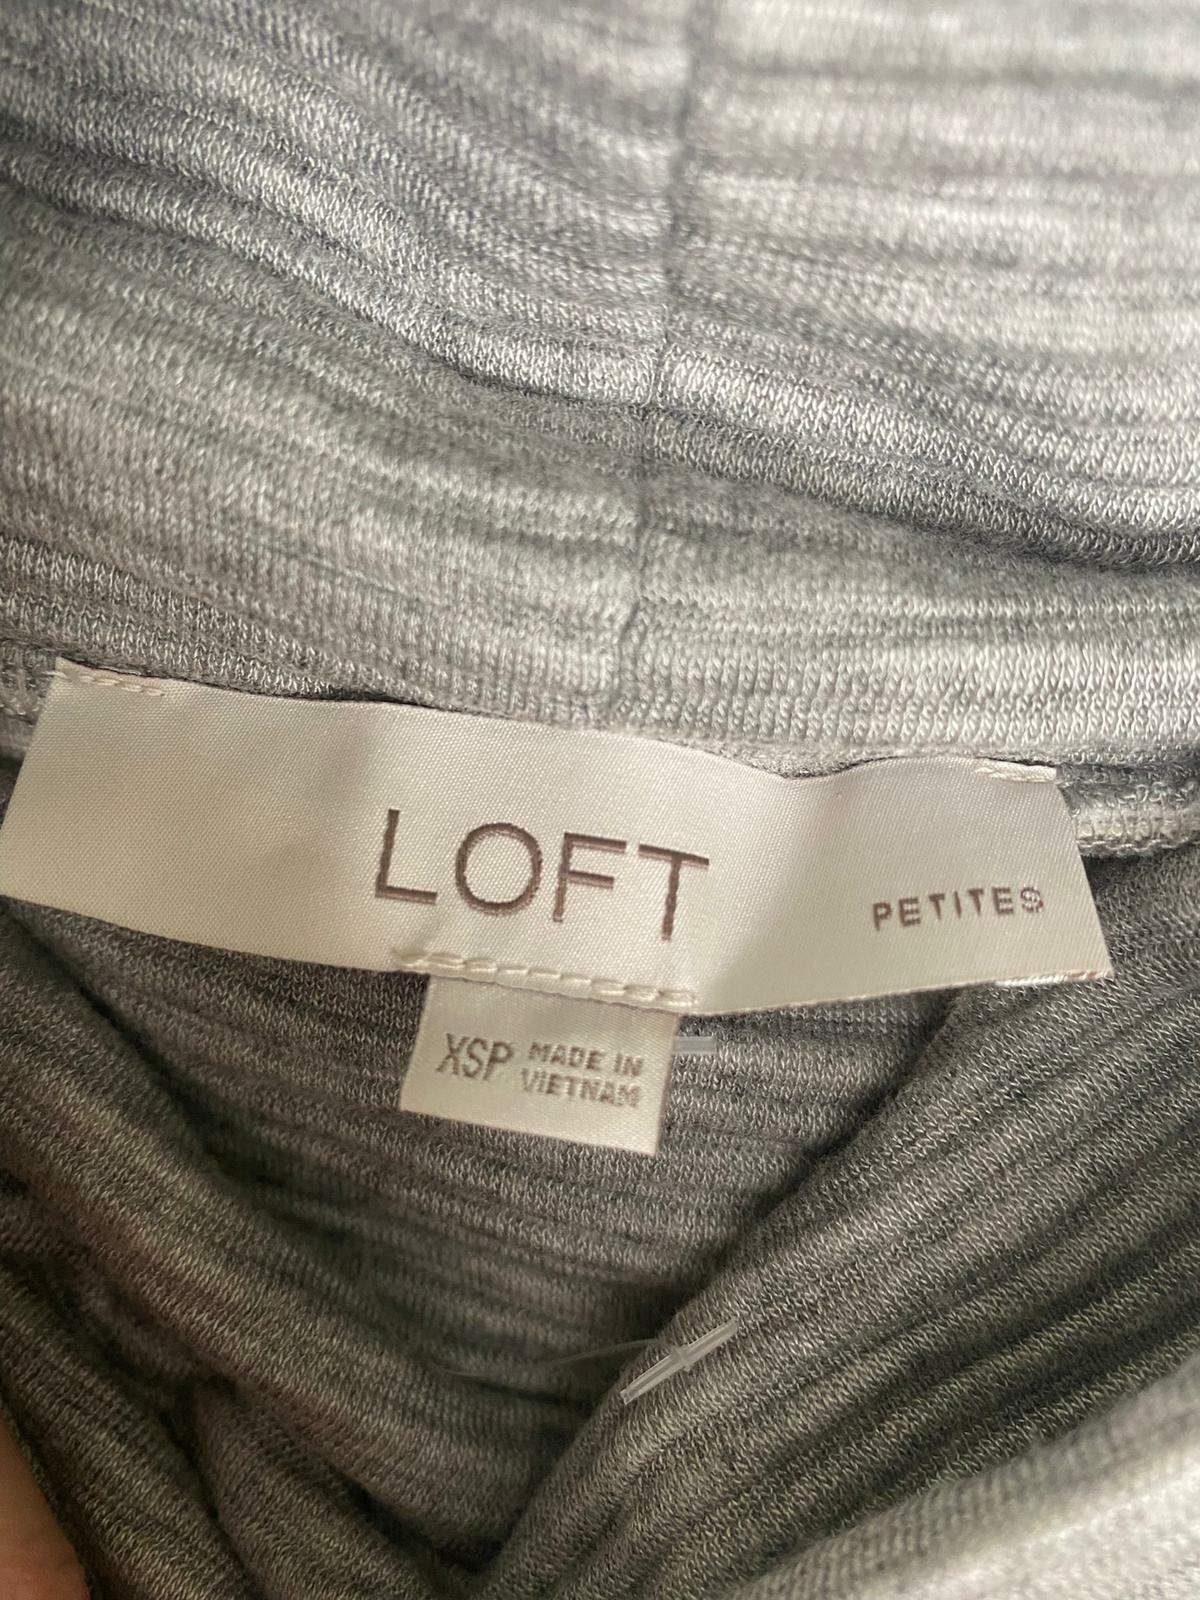 LOFT
PETITES
XSP
MADE IN
VIETNAM